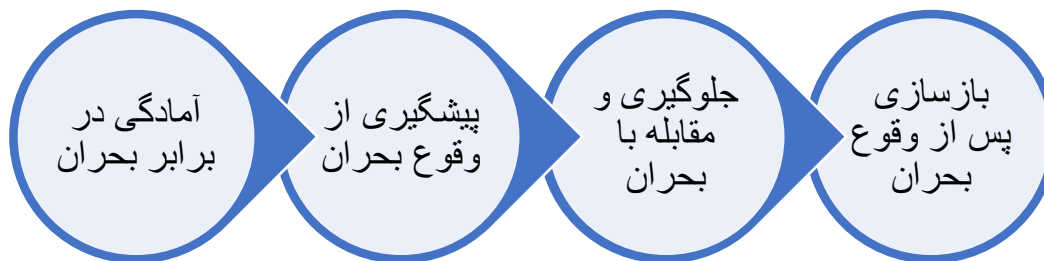 آمادگی در
برابر بحران
پیشگیری از
وقوع بحران
جلوگیری و
مقابله با
بحران
بازسازی
پس از وقوع
بحران